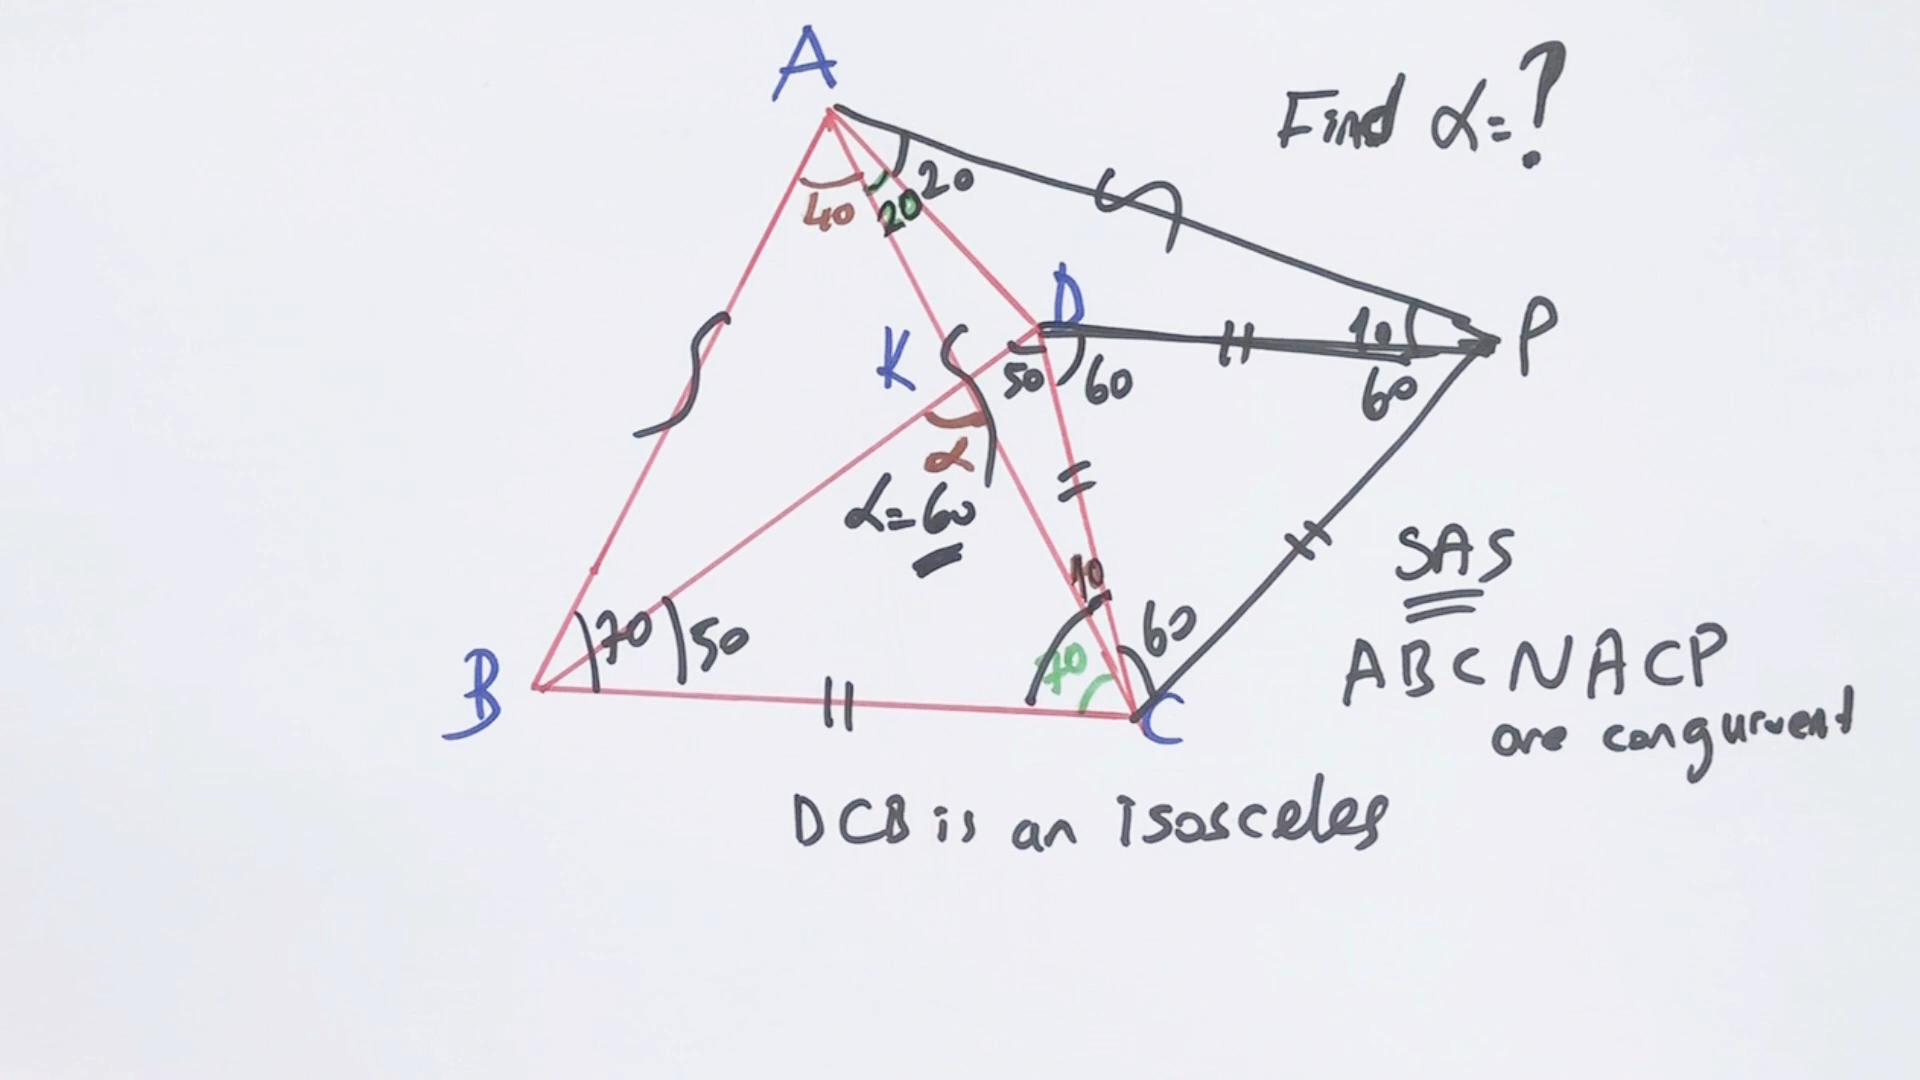 A
Find α=?
40
20
20
D
P
K
50
60
10
60
α
α=60
10
60
SAS
70
50
70
ABC N ACP
are congurvent
B
C
DCB is an isosceles